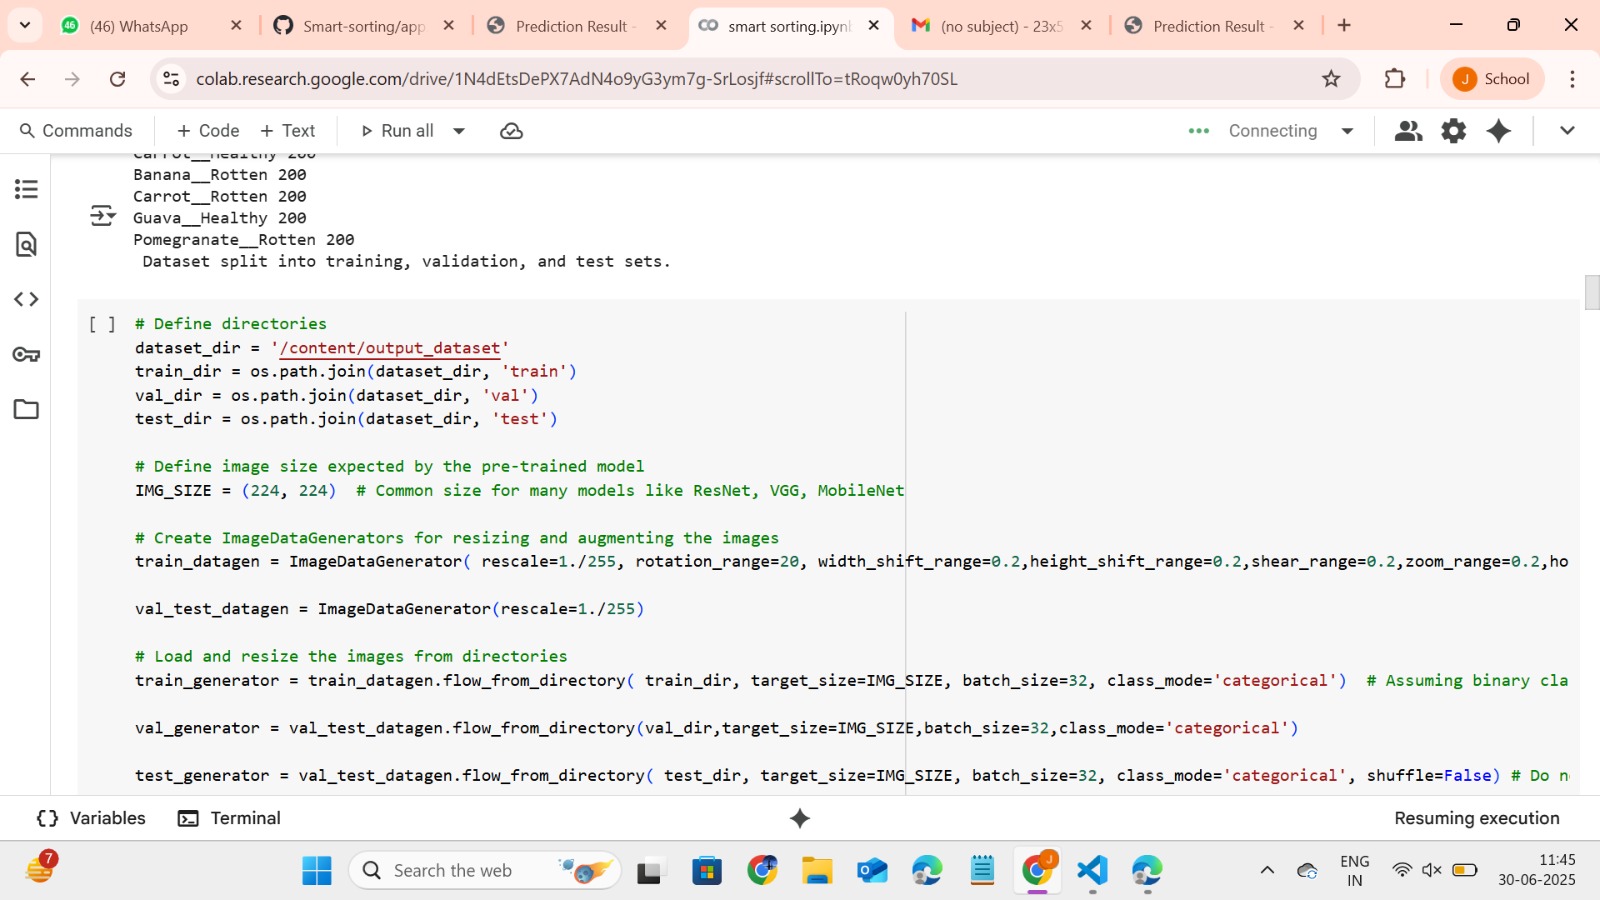 46 (46) WhatsApp
Smart-sorting/app
Prediction Result -
smart sorting.ipynb
(no subject) - 23x5
Prediction Result -
colab.research.google.com/drive/1N4dEtsDePX7AdN4o9yG3ym7g-SrLosjf#scrollTo=tRoqw0yh70SL
J School
Commands + Code + Text Run all Connecting
Carrot__Healthy 200
Banana__Rotten 200
Carrot__Rotten 200
Guava__Healthy 200
Pomegranate__Rotten 200
Dataset split into training, validation, and test sets.
[ ] # Define directories
dataset_dir = '/content/output_dataset'
train_dir = os.path.join(dataset_dir, 'train')
val_dir = os.path.join(dataset_dir, 'val')
test_dir = os.path.join(dataset_dir, 'test')
# Define image size expected by the pre-trained model
IMG_SIZE = (224, 224)  # Common size for many models like ResNet, VGG, MobileNet
# Create ImageDataGenerators for resizing and augmenting the images
train_datagen = ImageDataGenerator( rescale=1./255, rotation_range=20, width_shift_range=0.2,height_shift_range=0.2,shear_range=0.2,zoom_range=0.2,ho
val_test_datagen = ImageDataGenerator(rescale=1./255)
# Load and resize the images from directories
train_generator = train_datagen.flow_from_directory( train_dir, target_size=IMG_SIZE, batch_size=32, class_mode='categorical')  # Assuming binary cla
val_generator = val_test_datagen.flow_from_directory(val_dir,target_size=IMG_SIZE,batch_size=32,class_mode='categorical')
test_generator = val_test_datagen.flow_from_directory( test_dir, target_size=IMG_SIZE, batch_size=32, class_mode='categorical', shuffle=False) # Do n
{} Variables Terminal Resuming execution
7
Search the web
J
ENG
IN
11:45
30-06-2025